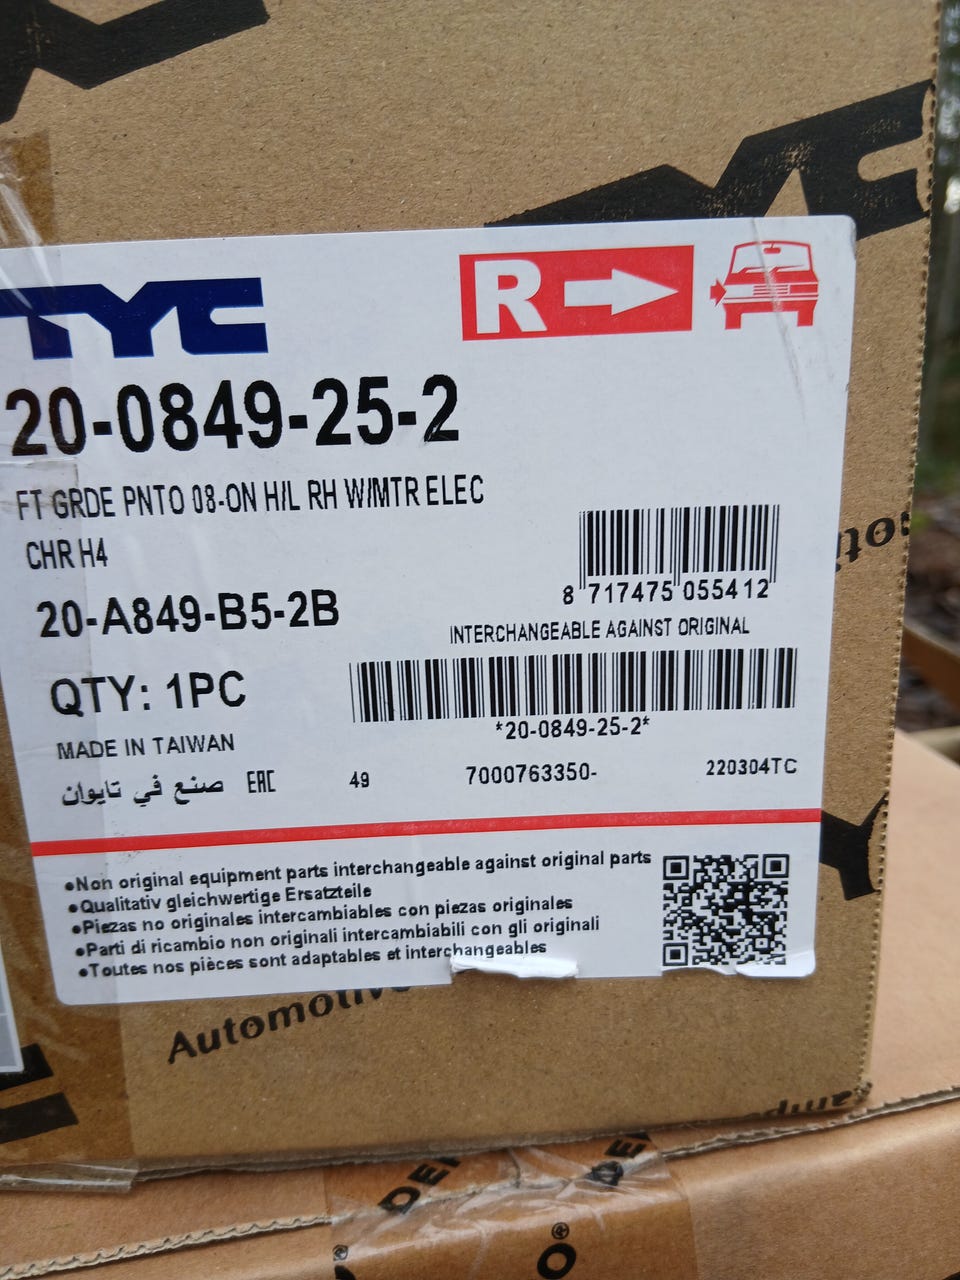 TYC
R
20-0849-25-2
FT GRDE PNTO 08-ON H/L RH W/MTR ELEC
CHR H4
20-A849-B5-2B
8 717475 055412
INTERCHANGEABLE AGAINST ORIGINAL
QTY: 1PC
*20-0849-25-2*
MADE IN TAIWAN
صنع في تايوان EAC 49 7000763350- 220304TC
•Non original equipment parts interchangeable against original parts
•Qualitativ gleichwertige Ersatzteile
•Piezas no originales intercambiables con piezas originales
•Parti di ricambio non originali intercambiabili con gli originali
•Toutes nos pièces sont adaptables et interchangeables
Automotive